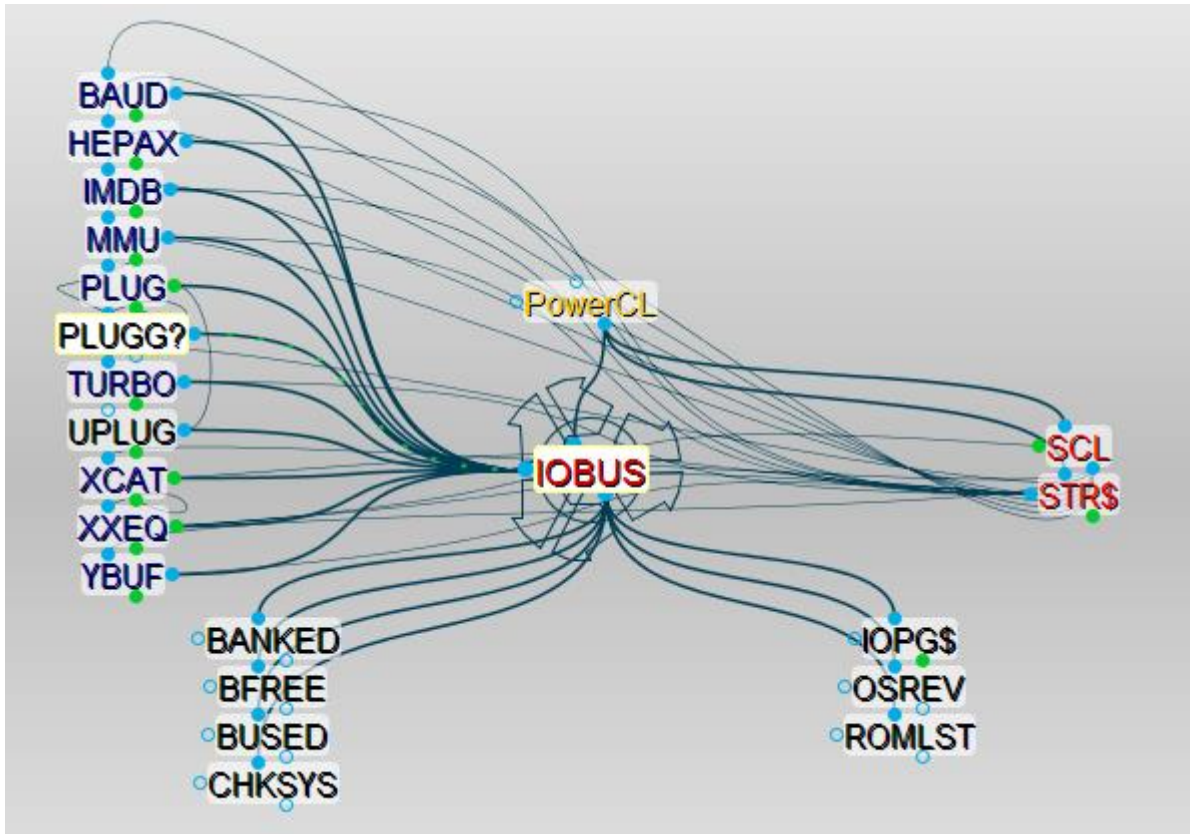 BAUD
HEPAX
IMDB
MMU
PLUG
PLUGG?
TURBO
UPLUG
XCAT
XXEQ
YBUF
PowerCL
IOBUS
SCL
STR$
BANKED
BFREE
BUSED
CHKSYS
IOPG$
OSREV
ROMLST